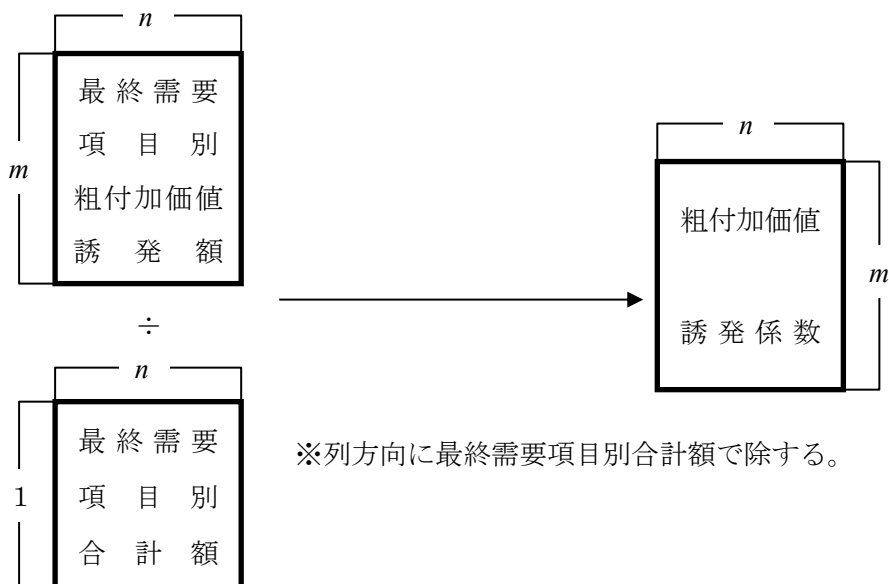 n
m
最終需要
項目別
粗付加価値
誘発額
÷
n
1
最終需要
項目別
合計額
n
m
粗付加価値
誘発係数
※列方向に最終需要項目別合計額で除する。